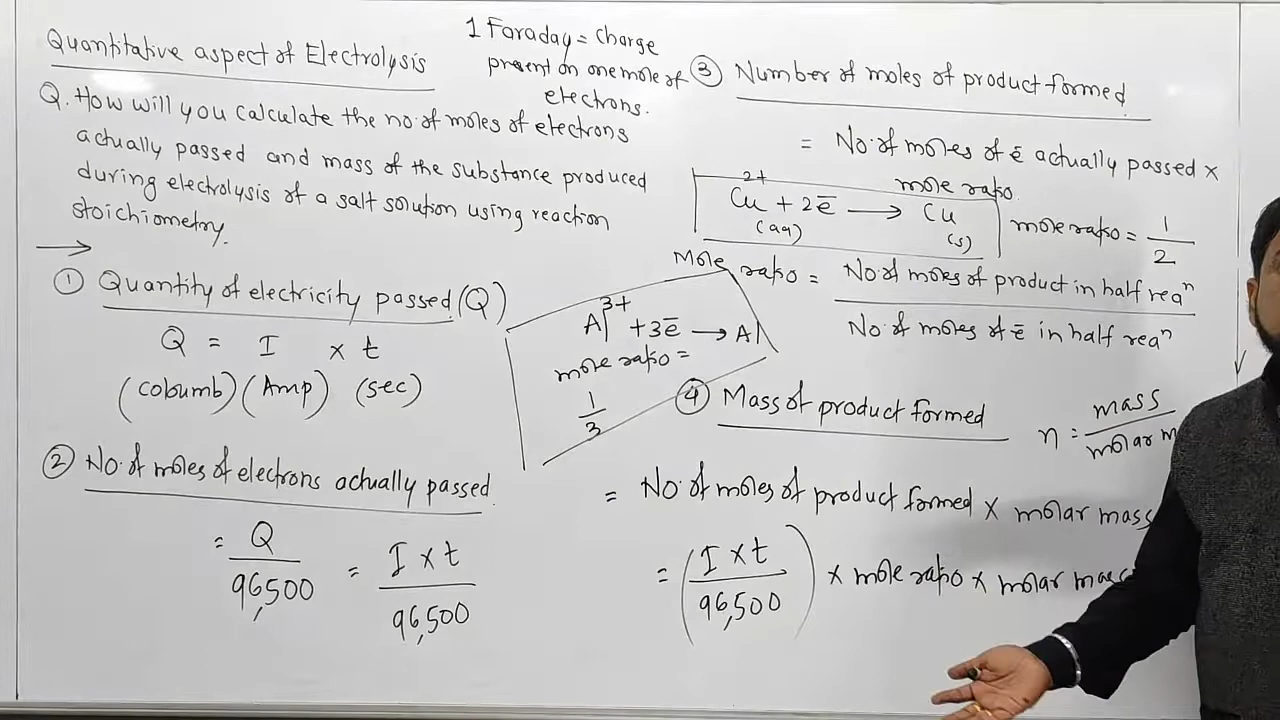 Quantitative aspect of Electrolysis
1 Faraday = charge
present on one mole of
electrons.
Q. How will you calculate the no. of moles of electrons
actually passed and mass of the substance produced
during electrolysis of a salt solution using reaction
stoichiometry.
→
① Quantity of electricity passed (Q)
Q = I × t
(coloumb) (Amp) (sec)
Al³⁺ + 3e̅ → Al
mole ratio =
1/3
② No. of moles of electrons actually passed
= Q/96,500 = I × t/96,500
③ Number of moles of product formed
= No. of moles of e̅ actually passed ×
mole ratio.
Cu²⁺ + 2e̅ → Cu
(aq) (s)
mole ratio = 1/2
Mole ratio = No. of moles of product in half reaⁿ
No. of moles of e̅ in half reaⁿ
④ Mass of product formed
n = mass/molar m
= No. of moles of product formed × molar mass
= (I × t/96,500) × mole ratio × molar mass